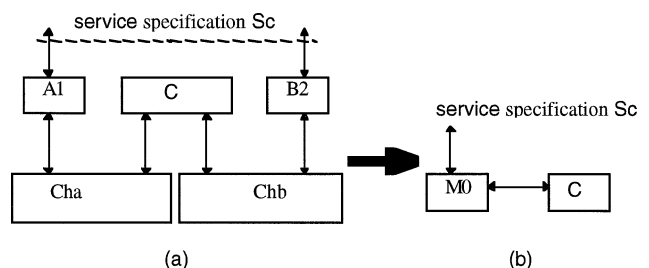 service specification Sc
A1
C
B2
service specification Sc
Cha
Chb
M0
C
(a)
(b)